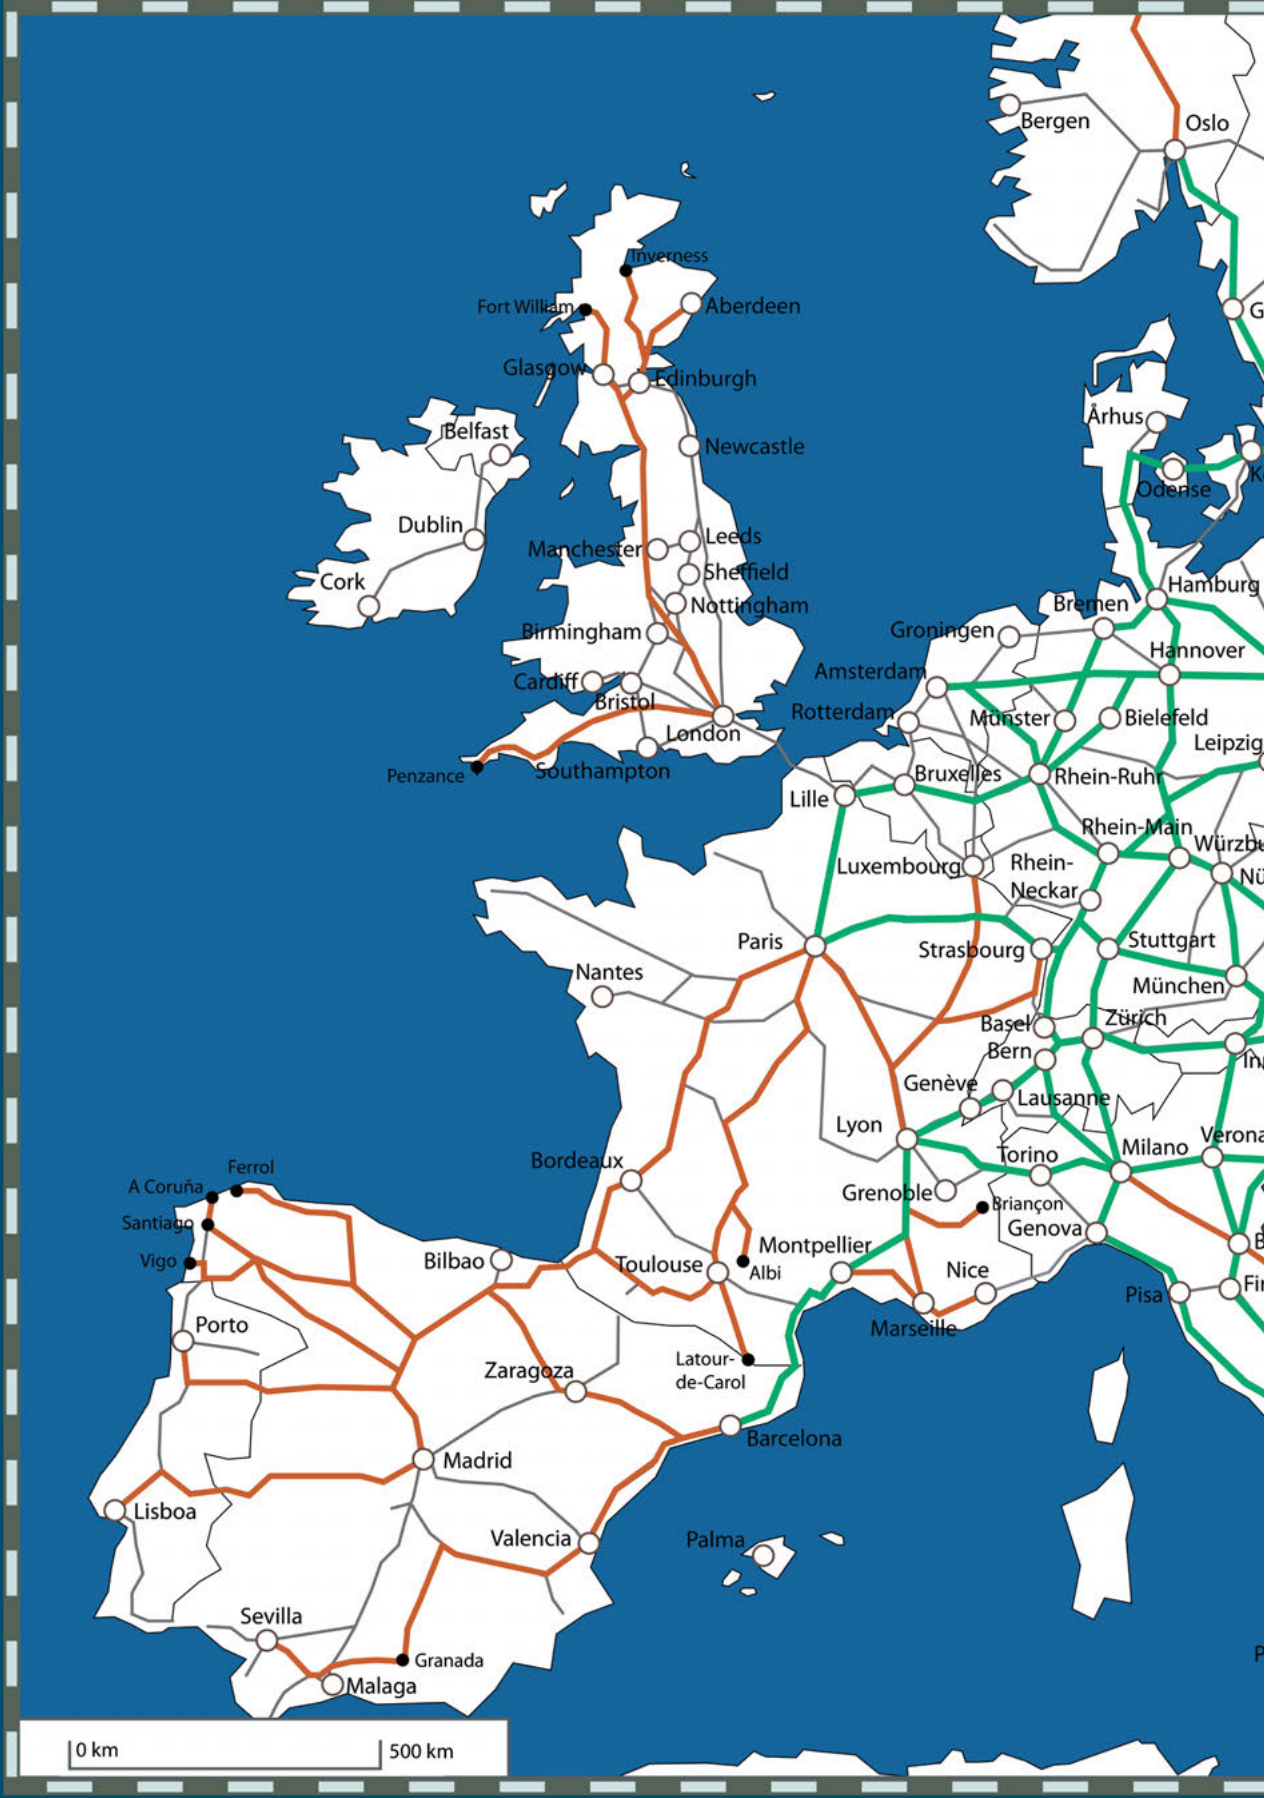 Bergen
Oslo
Inverness
Fort William
Aberdeen
Glasgow
Edinburgh
Århus
Belfast
Newcastle
Odense
Dublin
Leeds
Manchester
Sheffield
Cork
Hamburg
Nottingham
Bremen
Birmingham
Groningen
Hannover
Amsterdam
Cardiff
Bristol
Rotterdam
Münster
Bielefeld
London
Leipzig
Southampton
Penzance
Bruxelles
Rhein-Ruhr
Lille
Rhein-Main
Würzbu
Luxembourg
Rhein-
Neckar
Nü
Paris
Strasbourg
Stuttgart
Nantes
München
Basel
Zürich
Bern
Inn
Genève
Lausanne
Lyon
Torino
Milano
Verona
Bordeaux
Ferrol
A Coruña
Grenoble
Briançon
Santiago
Genova
B
Vigo
Bilbao
Toulouse
Montpellier
Albi
Nice
Pisa
Fir
Porto
Marseille
Zaragoza
Latour-
de-Carol
Barcelona
Madrid
Lisboa
Valencia
Palma
Sevilla
Granada
Malaga
P
0 km
500 km
G
K